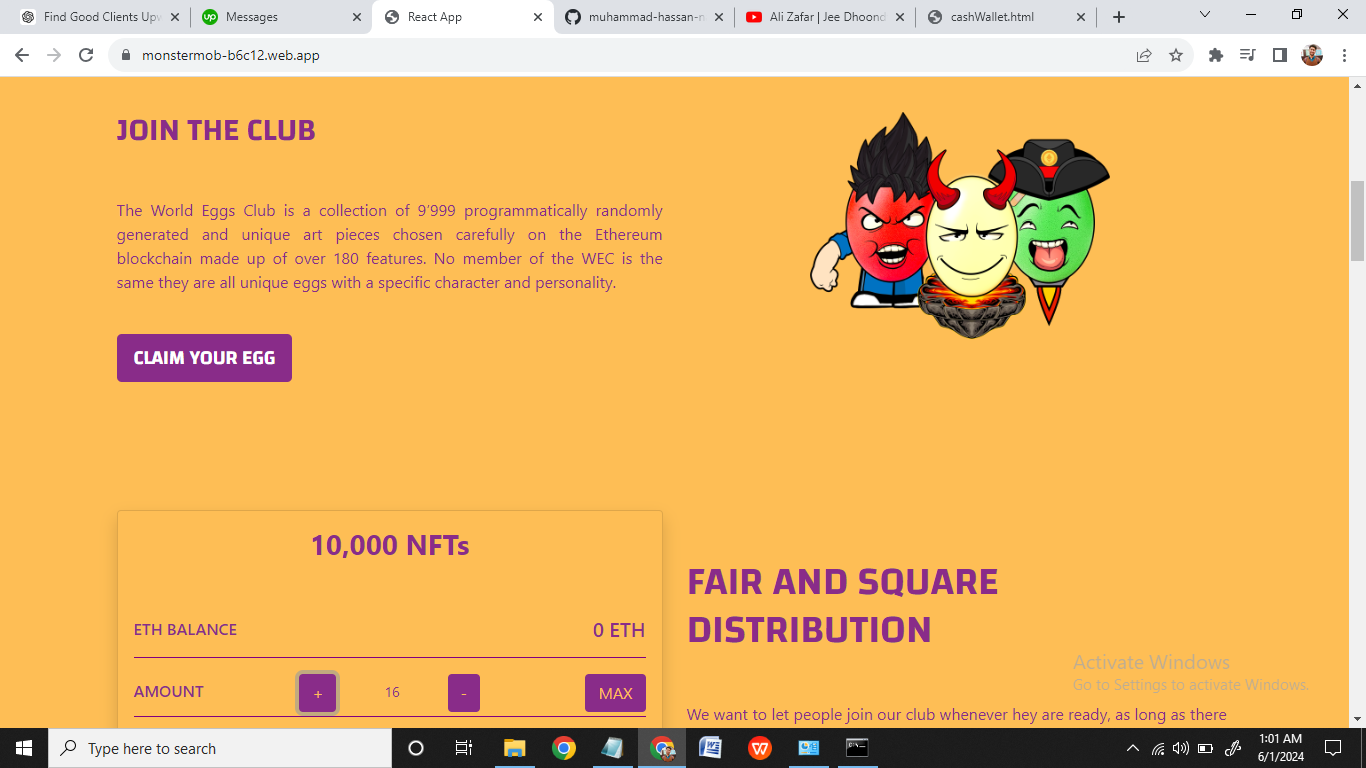 Find Good Clients Upw
Messages
React App
muhammad-hassan-n
Ali Zafar | Jee Dhoond
cashWallet.html
monstermob-b6c12.web.app
JOIN THE CLUB
The World Eggs Club is a collection of 9'999 programmatically randomly
generated and unique art pieces chosen carefully on the Ethereum
blockchain made up of over 180 features. No member of the WEC is the
same they are all unique eggs with a specific character and personality.
CLAIM YOUR EGG
10,000 NFTs
ETH BALANCE 0 ETH
AMOUNT + 16 - MAX
FAIR AND SQUARE
DISTRIBUTION
We want to let people join our club whenever hey are ready, as long as there
Activate Windows
Go to Settings to activate Windows.
Type here to search
1:01 AM
6/1/2024